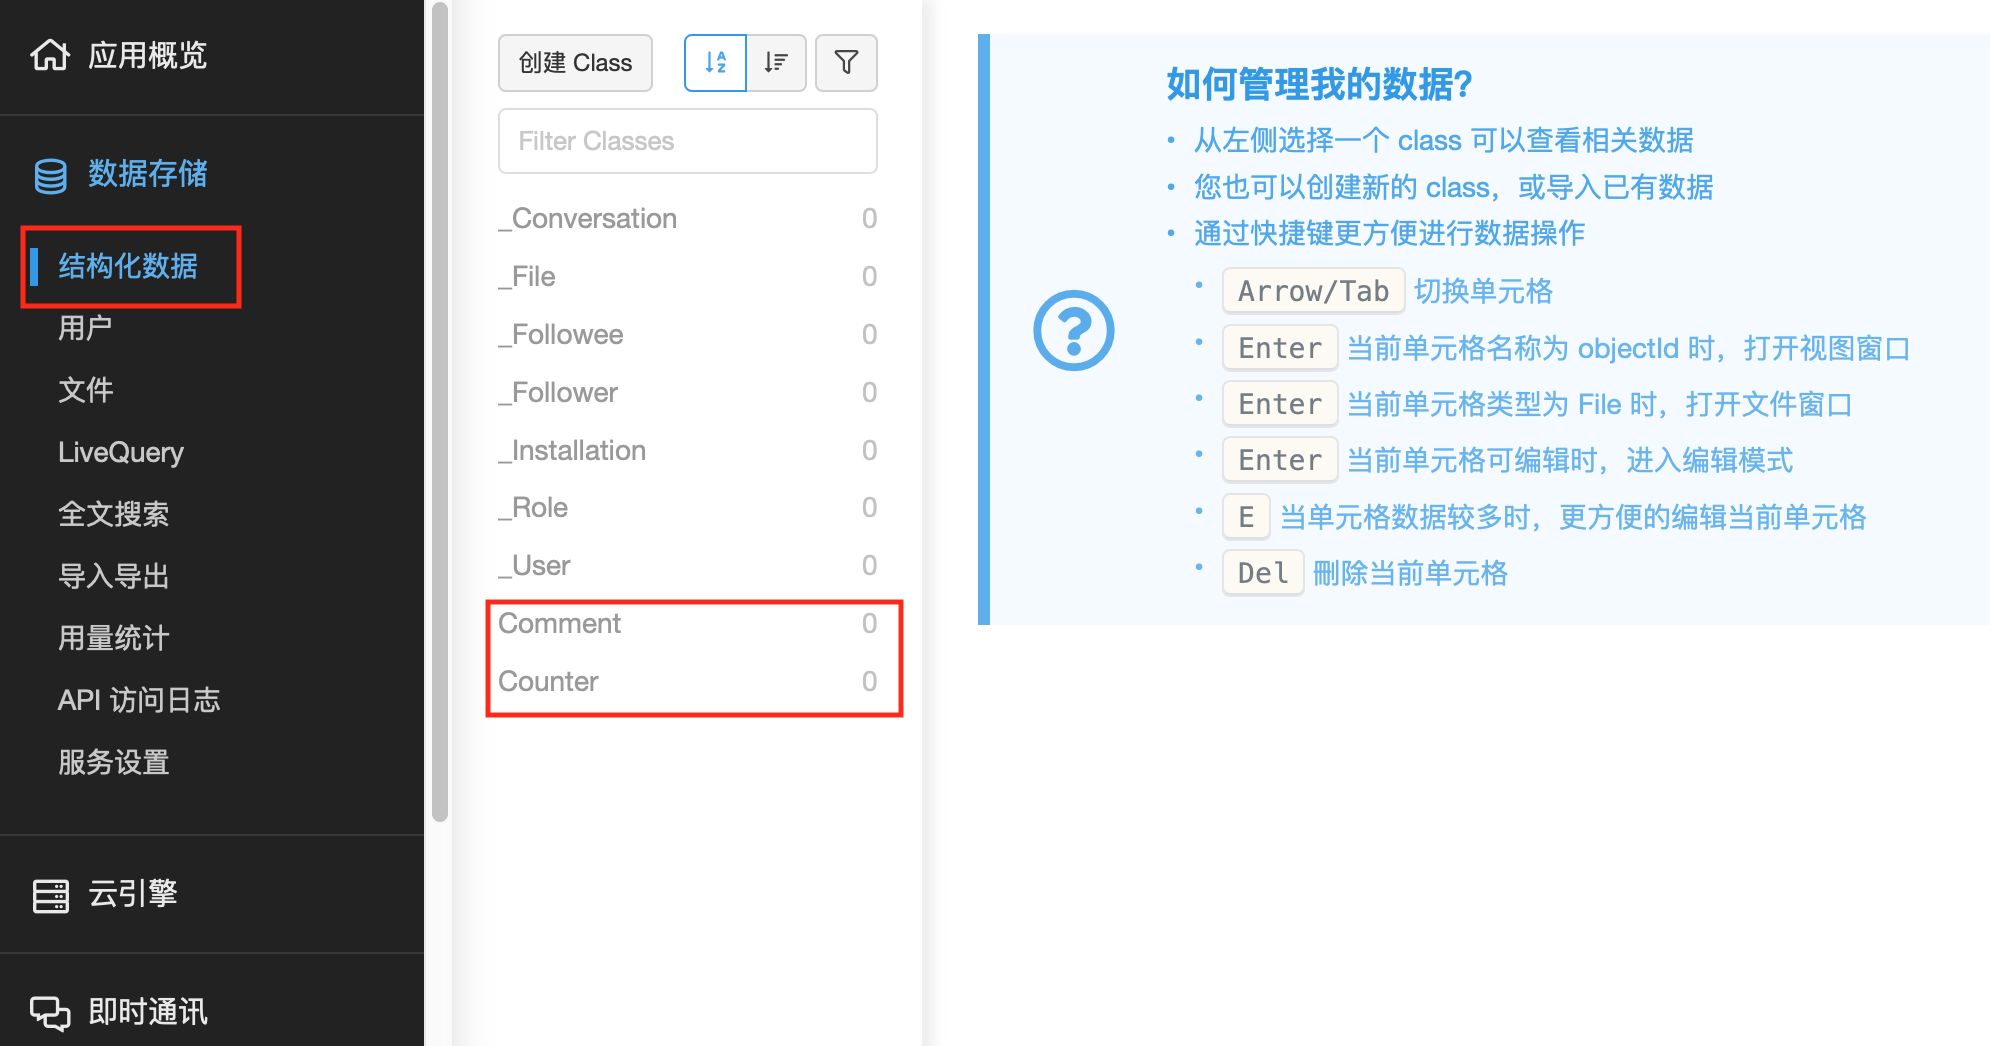 应用概览
数据存储
结构化数据
用户
文件
LiveQuery
全文搜索
导入导出
用量统计
API 访问日志
服务设置
云引擎
即时通讯
创建 Class
Filter Classes
_Conversation 0
_File 0
_Followee 0
_Follower 0
_Installation 0
_Role 0
_User 0
Comment 0
Counter 0
如何管理我的数据?
• 从左侧选择一个 class 可以查看相关数据
• 您也可以创建新的 class，或导入已有数据
• 通过快捷键更方便进行数据操作
• Arrow/Tab 切换单元格
• Enter 当前单元格名称为 objectId 时，打开视图窗口
• Enter 当前单元格类型为 File 时，打开文件窗口
• Enter 当前单元格可编辑时，进入编辑模式
• E 当单元格数据较多时，更方便的编辑当前单元格
• Del 刪除当前单元格